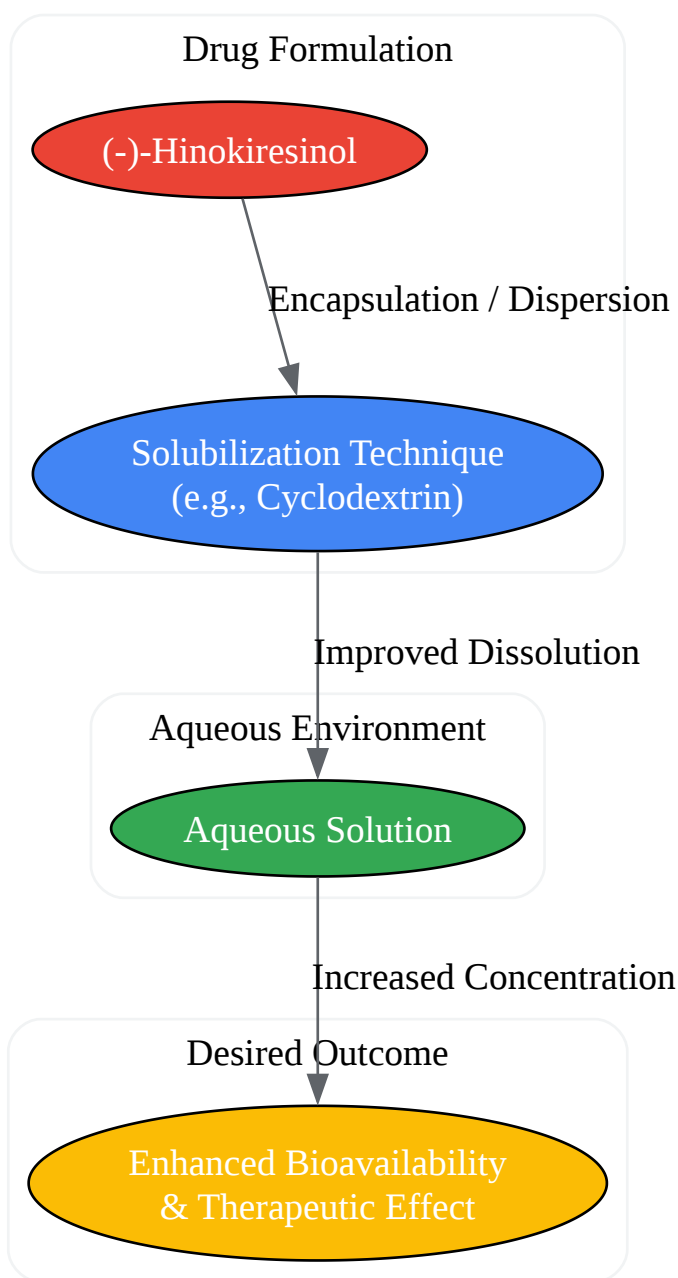 Drug Formulation
(-)-Hinokiresinol
Encapsulation / Dispersion
Solubilization Technique
(e.g., Cyclodextrin)
Improved Dissolution
Aqueous Environment
Aqueous Solution
Increased Concentration
Desired Outcome
Enhanced Bioavailability
& Therapeutic Effect